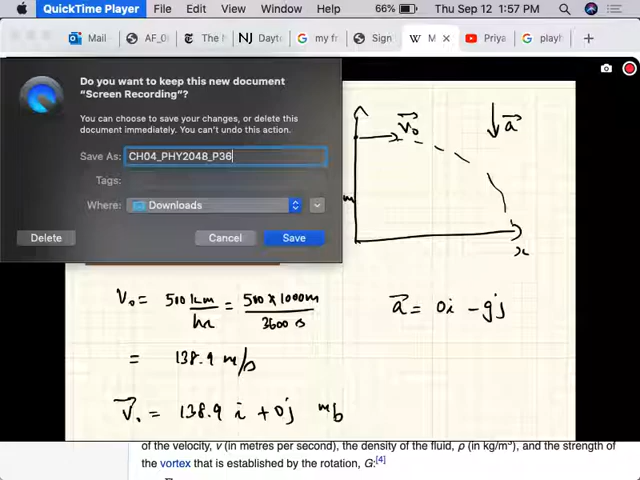 QuickTime Player File Edit View Window Help 66% Thu Sep 12 1:57 PM
Mail AF_0 The N Dayt my fr Sign W M Priya playl
Do you want to keep this new document
“Screen Recording”?
You can choose to save your changes, or delete this
document immediately. You can’t undo this action.
Save As: CH04_PHY2048_P36
Tags:
Where: Downloads
Delete Cancel Save
V₀ a
m
x
V₀ = 500 km/hr = 500 × 1000m/3600 s
a = 0i - gj
= 138.9 m/s
V₀ = 138.9 i + 0j m/s
of the velocity, v (in metres per second), the density of the fluid, ρ (in kg/m³), and the strength of
the vortex that is established by the rotation, G:[4]